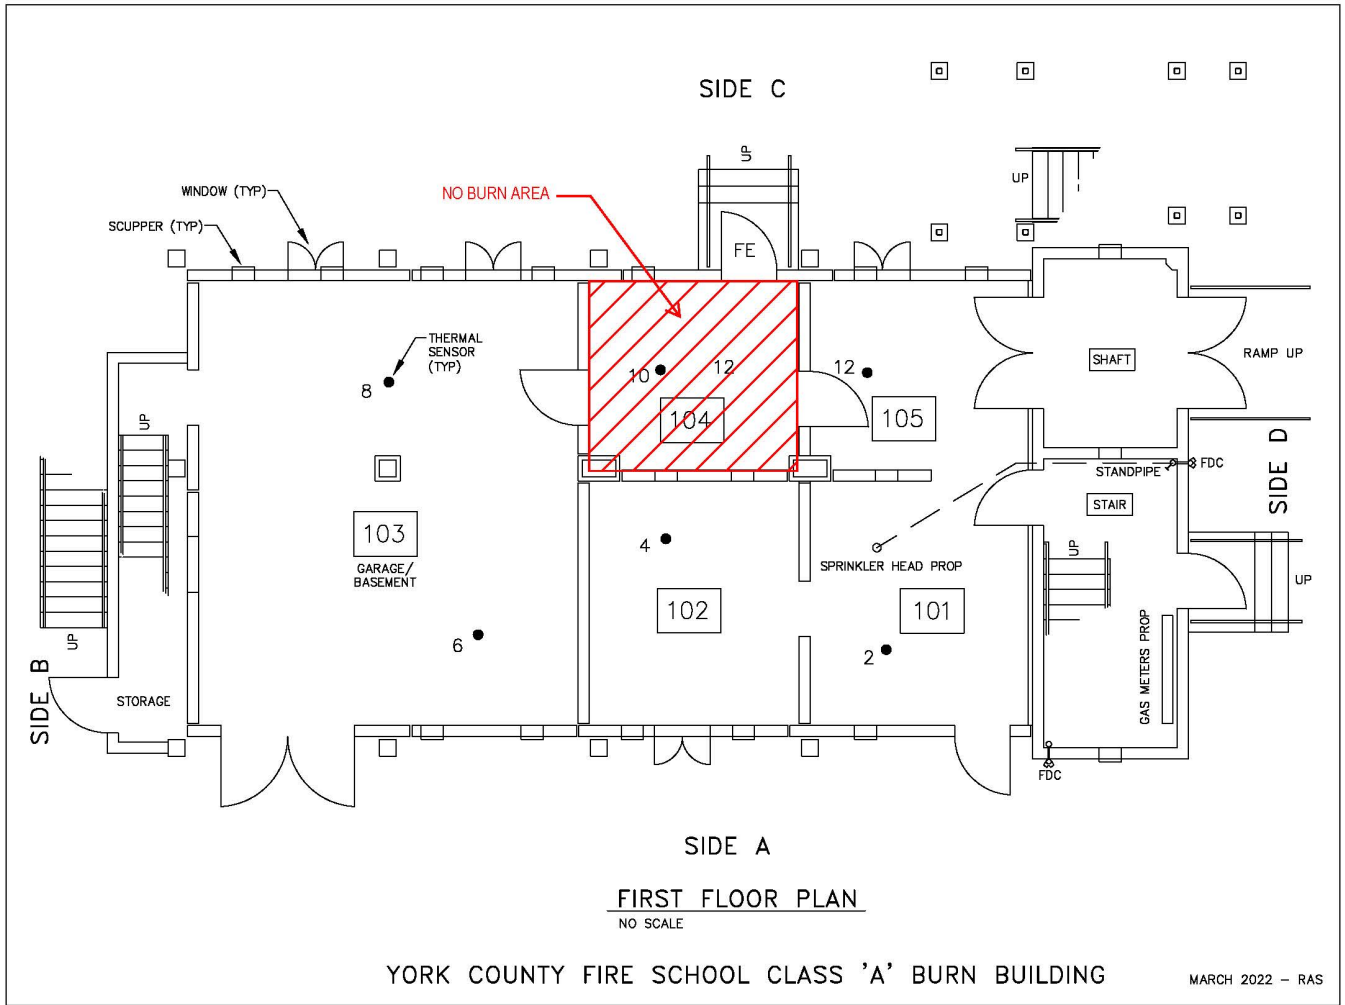 SIDE C
UP
UP
WINDOW (TYP)
NO BURN AREA
SCUPPER (TYP)
FE
THERMAL
SENSOR
(TYP)
8
10
12
12
SHAFT
RAMP UP
104
105
UP
STANDPIPE
FDC
STAIR
SIDE D
103
GARAGE/
BASEMENT
4
SPRINKLER HEAD PROP
UP
UP
102
101
6
2
UP
SIDE B
STORAGE
GAS METERS PROP
FDC
SIDE A
FIRST FLOOR PLAN
NO SCALE
YORK COUNTY FIRE SCHOOL CLASS 'A' BURN BUILDING
MARCH 2022 – RAS